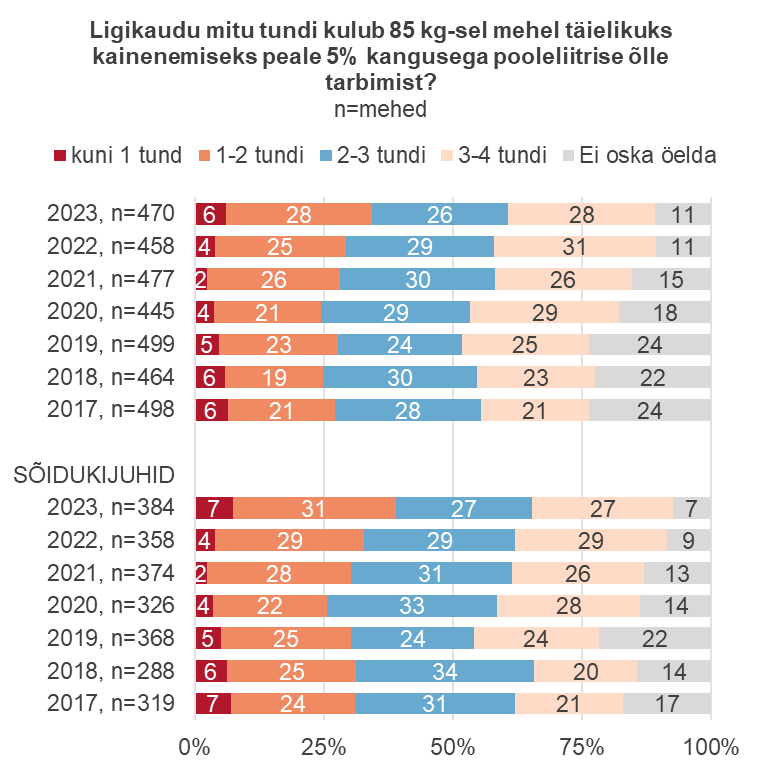 Ligikaudu mitu tundi kulub 85 kg-sel mehel täielikuks
kainenemiseks peale 5% kangusega pooleliitrise õlle
tarbimist?
n=mehed
kuni 1 tund 1-2 tundi 2-3 tundi 3-4 tundi Ei oska öelda
2023, n=470 6 28 26 28 11
2022, n=458 4 25 29 31 11
2021, n=477 2 26 30 26 15
2020, n=445 4 21 29 29 18
2019, n=499 5 23 24 25 24
2018, n=464 6 19 30 23 22
2017, n=498 6 21 28 21 24
SÕIDUKIJUHID
2023, n=384 7 31 27 27 7
2022, n=358 4 29 29 29 9
2021, n=374 2 28 31 26 13
2020, n=326 4 22 33 28 14
2019, n=368 5 25 24 24 22
2018, n=288 6 25 34 20 14
2017, n=319 7 24 31 21 17
0% 25% 50% 75% 100%